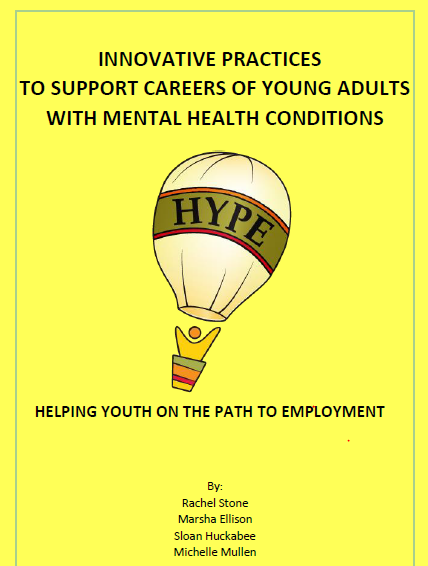 INNOVATIVE PRACTICES
TO SUPPORT CAREERS OF YOUNG ADULTS
WITH MENTAL HEALTH CONDITIONS
HYPE
HELPING YOUTH ON THE PATH TO EMPLOYMENT
By:
Rachel Stone
Marsha Ellison
Sloan Huckabee
Michelle Mullen